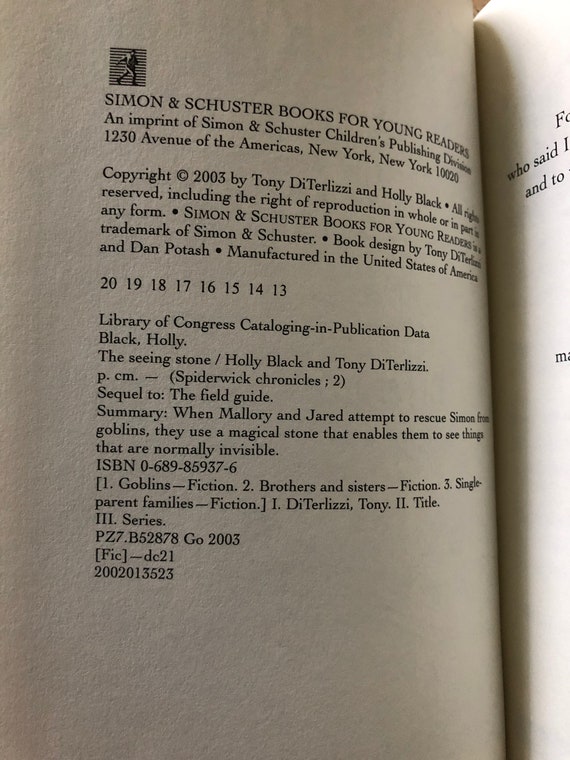 SIMON & SCHUSTER BOOKS FOR YOUNG READERS
An imprint of Simon & Schuster Children's Publishing Division
1230 Avenue of the Americas, New York, New York 10020
Copyright © 2003 by Tony DiTerlizzi and Holly Black • All rights
reserved, including the right of reproduction in whole or in part in
any form. • SIMON & SCHUSTER BOOKS FOR YOUNG READERS is a
trademark of Simon & Schuster. • Book design by Tony DiTerlizzi
and Dan Potash • Manufactured in the United States of America
20 19 18 17 16 15 14 13
Library of Congress Cataloging-in-Publication Data
Black, Holly.
The seeing stone / Holly Black and Tony DiTerlizzi.
p. cm. — (Spiderwick chronicles ; 2)
Sequel to: The field guide.
Summary: When Mallory and Jared attempt to rescue Simon from
goblins, they use a magical stone that enables them to see things
that are normally invisible.
ISBN 0-689-85937-6
[1. Goblins—Fiction. 2. Brothers and sisters—Fiction. 3. Single-
parent families—Fiction.] I. DiTerlizzi, Tony. II. Title.
III. Series.
PZ7.B52878 Go 2003
[Fic]—dc21
2002013523
who said I
and to